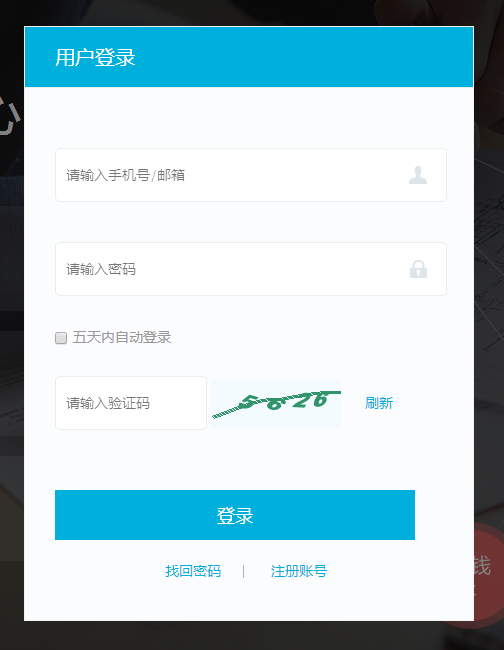 用户登录
心
请输入手机号/邮箱
请输入密码
五天内自动登录
请输入验证码
5626
刷新
登录
找回密码 | 注册账号
钱